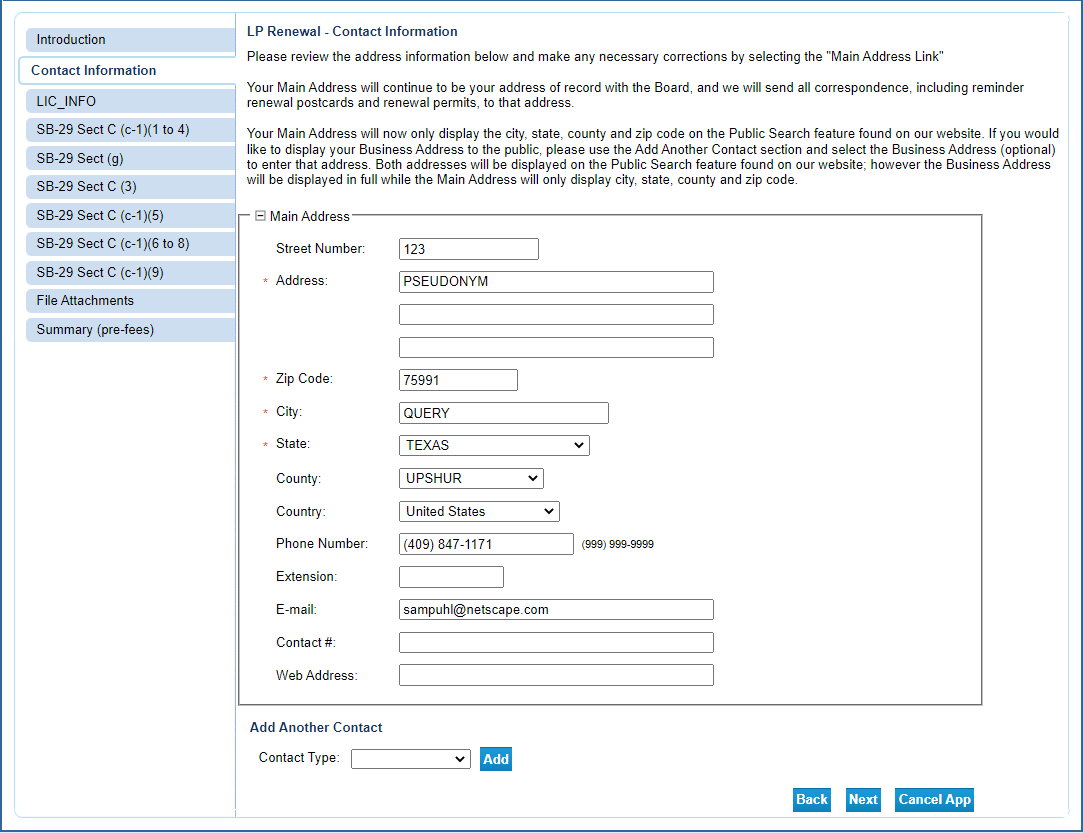 Introduction
Contact Information
LIC_INFO
SB-29 Sect C (c-1)(1 to 4)
SB-29 Sect (g)
SB-29 Sect C (3)
SB-29 Sect C (c-1)(5)
SB-29 Sect C (c-1)(6 to 8)
SB-29 Sect C (c-1)(9)
File Attachments
Summary (pre-fees)
LP Renewal - Contact Information
Please review the address information below and make any necessary corrections by selecting the "Main Address Link"
Your Main Address will continue to be your address of record with the Board, and we will send all correspondence, including reminder
renewal postcards and renewal permits, to that address.
Your Main Address will now only display the city, state, county and zip code on the Public Search feature found on our website. If you would
like to display your Business Address to the public, please use the Add Another Contact section and select the Business Address (optional)
to enter that address. Both addresses will be displayed on the Public Search feature found on our website; however the Business Address
will be displayed in full while the Main Address will only display city, state, county and zip code.
Main Address
Street Number: 123
* Address: PSEUDONYM
* Zip Code: 75991
* City: QUERY
* State: TEXAS
County: UPSHUR
Country: United States
Phone Number: (409) 847-1171 (999) 999-9999
Extension:
E-mail: sampuhl@netscape.com
Contact #:
Web Address:
Add Another Contact
Contact Type: Add
Back Next Cancel App